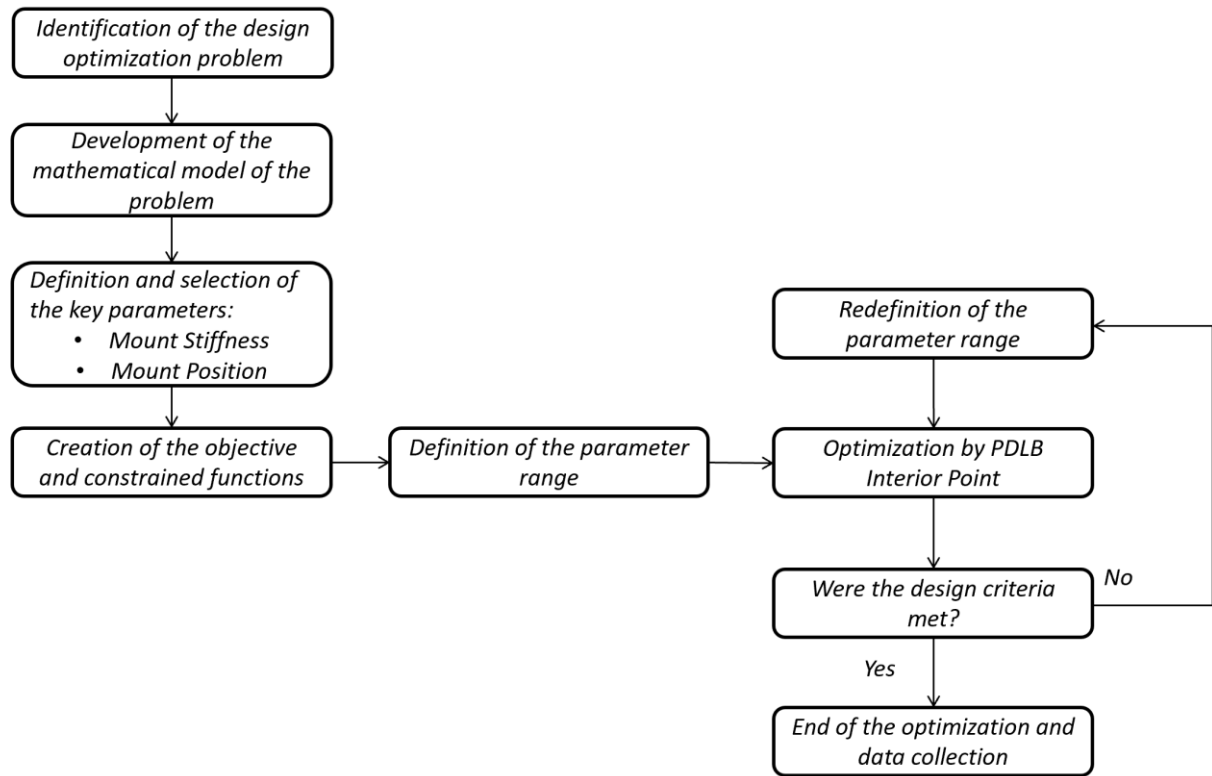 Identification of the design
optimization problem
Development of the
mathematical model of the
problem
Definition and selection of
the key parameters:
• Mount Stiffness
• Mount Position
Creation of the objective
and constrained functions
Definition of the parameter
range
Redefinition of the
parameter range
Optimization by PDLB
Interior Point
Were the design criteria
met?
No
Yes
End of the optimization and
data collection